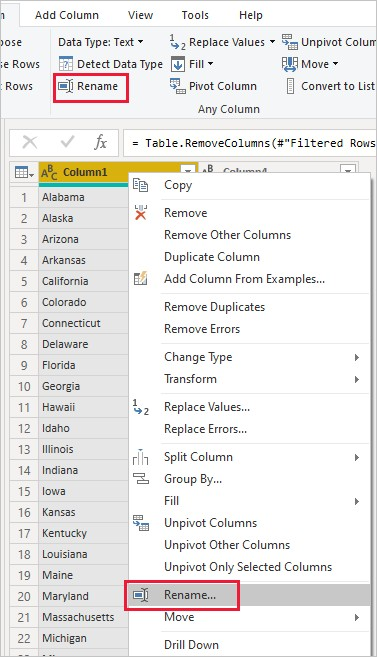 Add Column View Tools Help
Data Type: Text
Replace Values
Unpivot Column
e Rows
Detect Data Type
Fill
Move
Rows
Rename
Pivot Column
Convert to List
Any Column
fx = Table.RemoveColumns(#"Filtered Rows
ABC Column1
1 Alabama
2 Alaska
3 Arizona
4 Arkansas
5 California
6 Colorado
7 Connecticut
8 Delaware
9 Florida
10 Georgia
11 Hawaii
12 Idaho
13 Illinois
14 Indiana
15 Iowa
16 Kansas
17 Kentucky
18 Louisiana
19 Maine
20 Maryland
21 Massachusetts
22 Michigan
Copy
Remove
Remove Other Columns
Duplicate Column
Add Column From Examples...
Remove Duplicates
Remove Errors
Change Type
Transform
Replace Values...
Replace Errors...
Split Column
Group By...
Fill
Unpivot Columns
Unpivot Other Columns
Unpivot Only Selected Columns
Rename...
Move
Drill Down